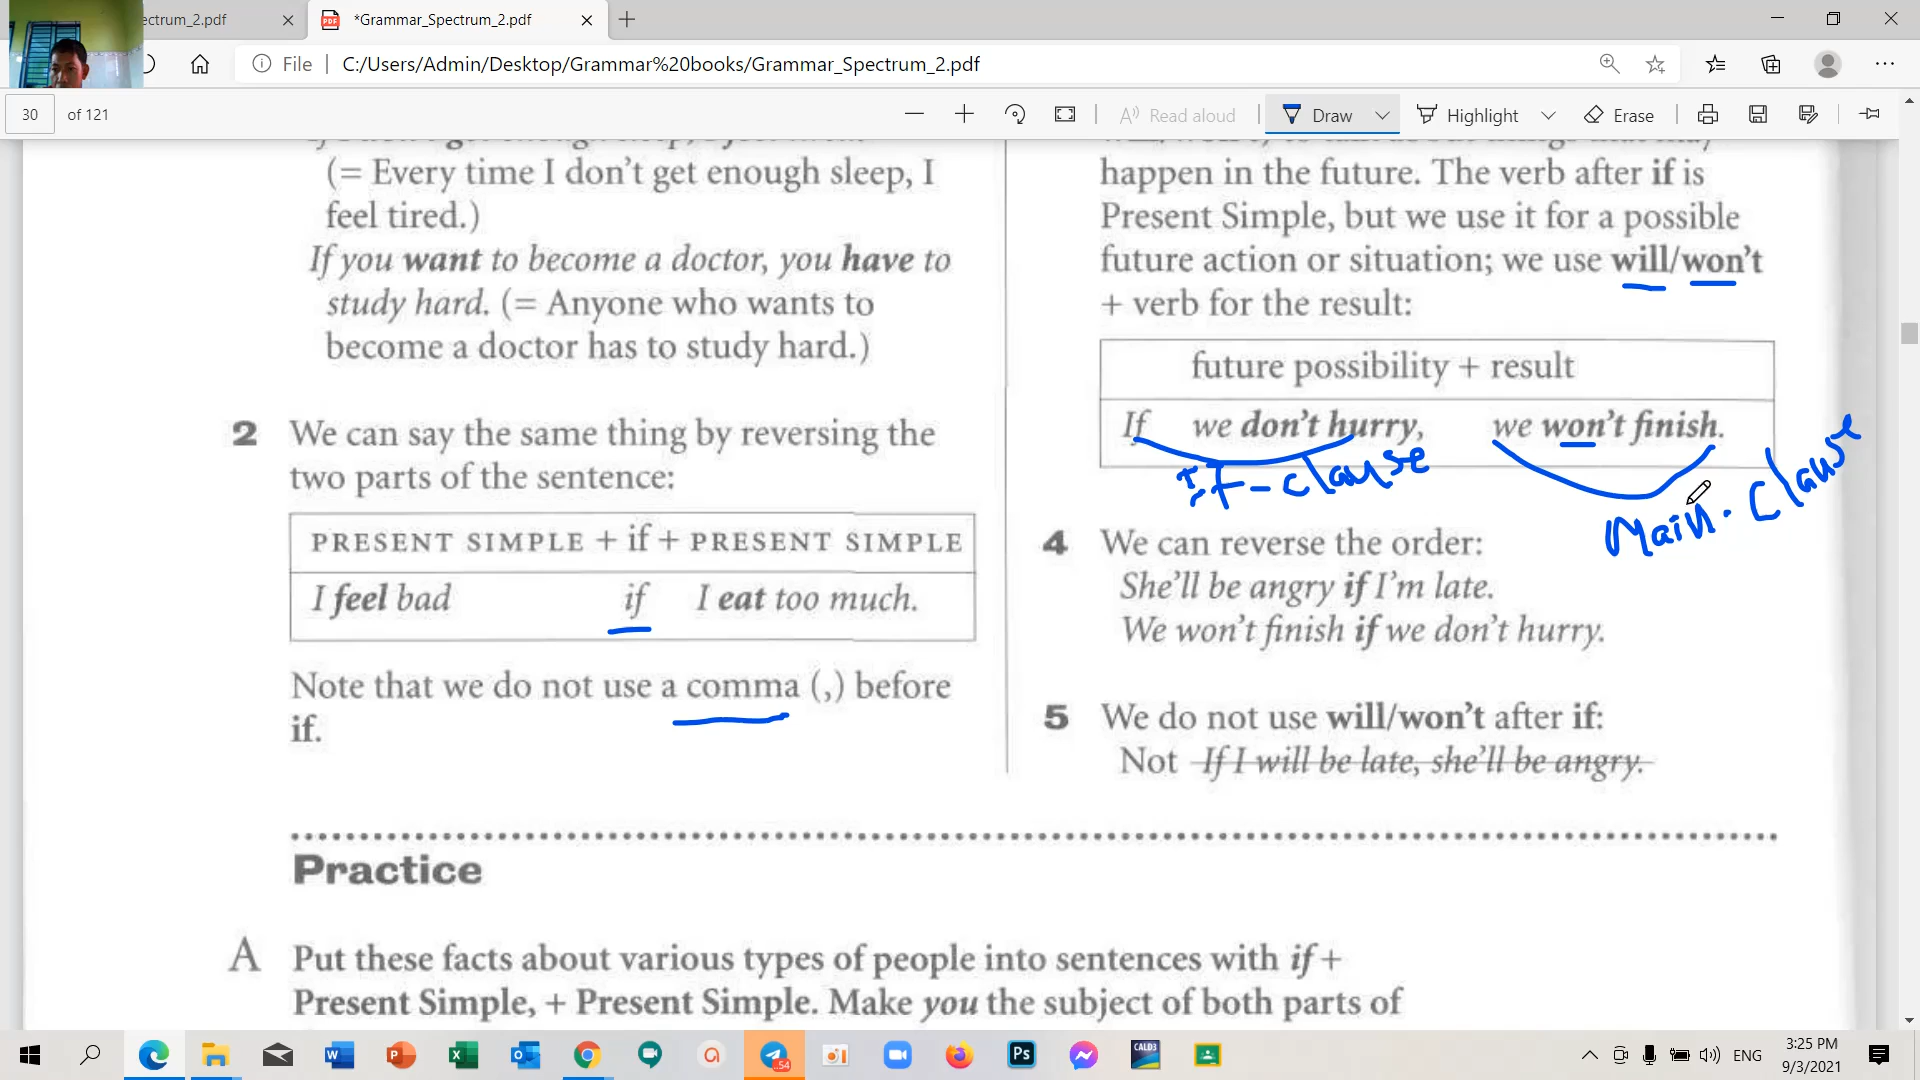 ectrum_2.pdf
*Grammar_Spectrum_2.pdf
File
C:/Users/Admin/Desktop/Grammar%20books/Grammar_Spectrum_2.pdf
30 of 121
Read aloud
Draw
Highlight
Erase
(= Every time I don't get enough sleep, I
feel tired.)
If you want to become a doctor, you have to
study hard. (= Anyone who wants to
become a doctor has to study hard.)
2 We can say the same thing by reversing the
two parts of the sentence:
PRESENT SIMPLE + if + PRESENT SIMPLE
I feel bad if I eat too much.
Note that we do not use a comma (,) before
if.
happen in the future. The verb after if is
Present Simple, but we use it for a possible
future action or situation; we use will/won't
+ verb for the result:
future possibility + result
If we don't hurry, we won't finish.
If-clause
Main. Clause
4 We can reverse the order:
She'll be angry if I'm late.
We won't finish if we don't hurry.
5 We do not use will/won't after if:
Not If I will be late, she'll be angry.
Practice
A Put these facts about various types of people into sentences with if +
Present Simple, + Present Simple. Make you the subject of both parts of
54
Ps
CALD3
ENG
3:25 PM
9/3/2021